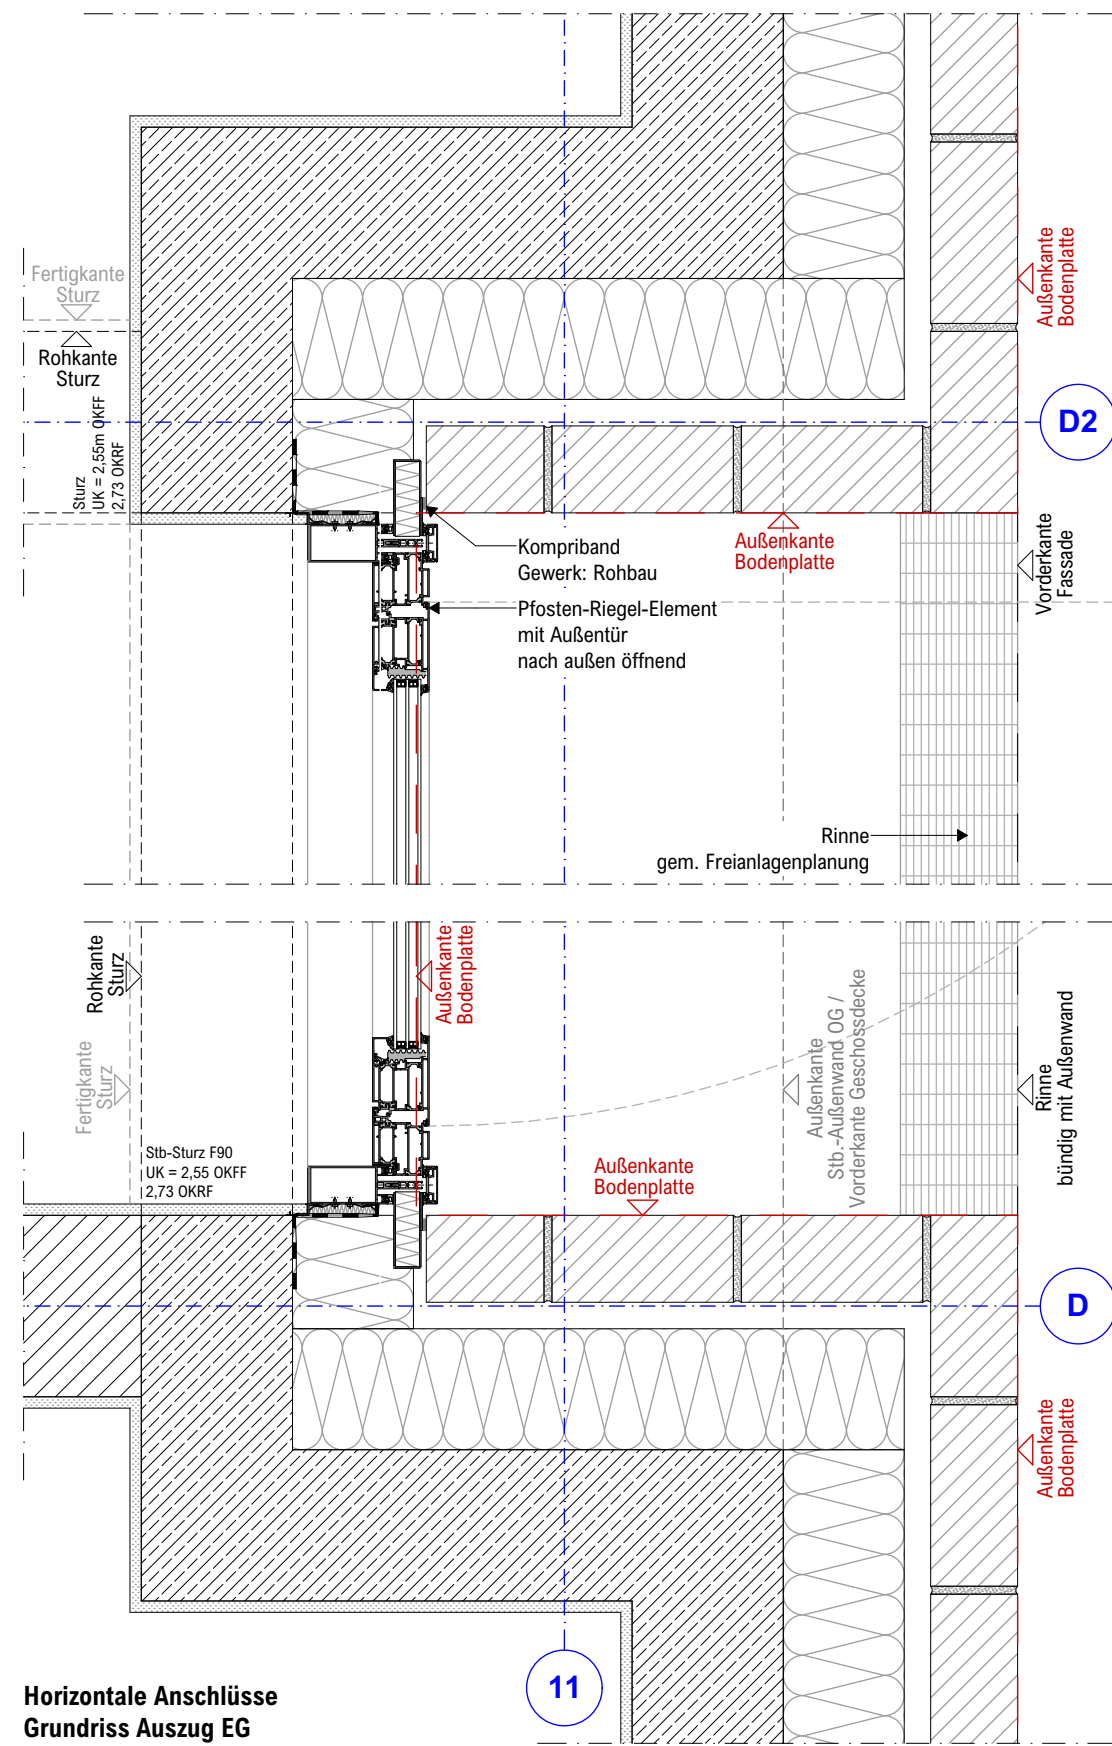 Fertigkante
Sturz
Rohkante
Sturz
Sturz
UK = 2,55m OKFF
2,73 OKRF
Außenkante
Bodenplatte
D2
Kompriband
Gewerk: Rohbau
Außenkante
Bodenplatte
Vorderkante
Fassade
Pfosten-Riegel-Element
mit Außentür
nach außen öffnend
Rinne
gem. Freianlagenplanung
Rohkante
Sturz
Außenkante
Bodenplatte
Fertigkante
Sturz
Außenkante
Stb.-Außenwand OG /
Vorderkante Geschossdecke
Rinne
bündig mit Außenwand
Stb-Sturz F90
UK = 2,55 OKFF
2,73 OKRF
Außenkante
Bodenplatte
D
Außenkante
Bodenplatte
11
Horizontale Anschlüsse
Grundriss Auszug EG